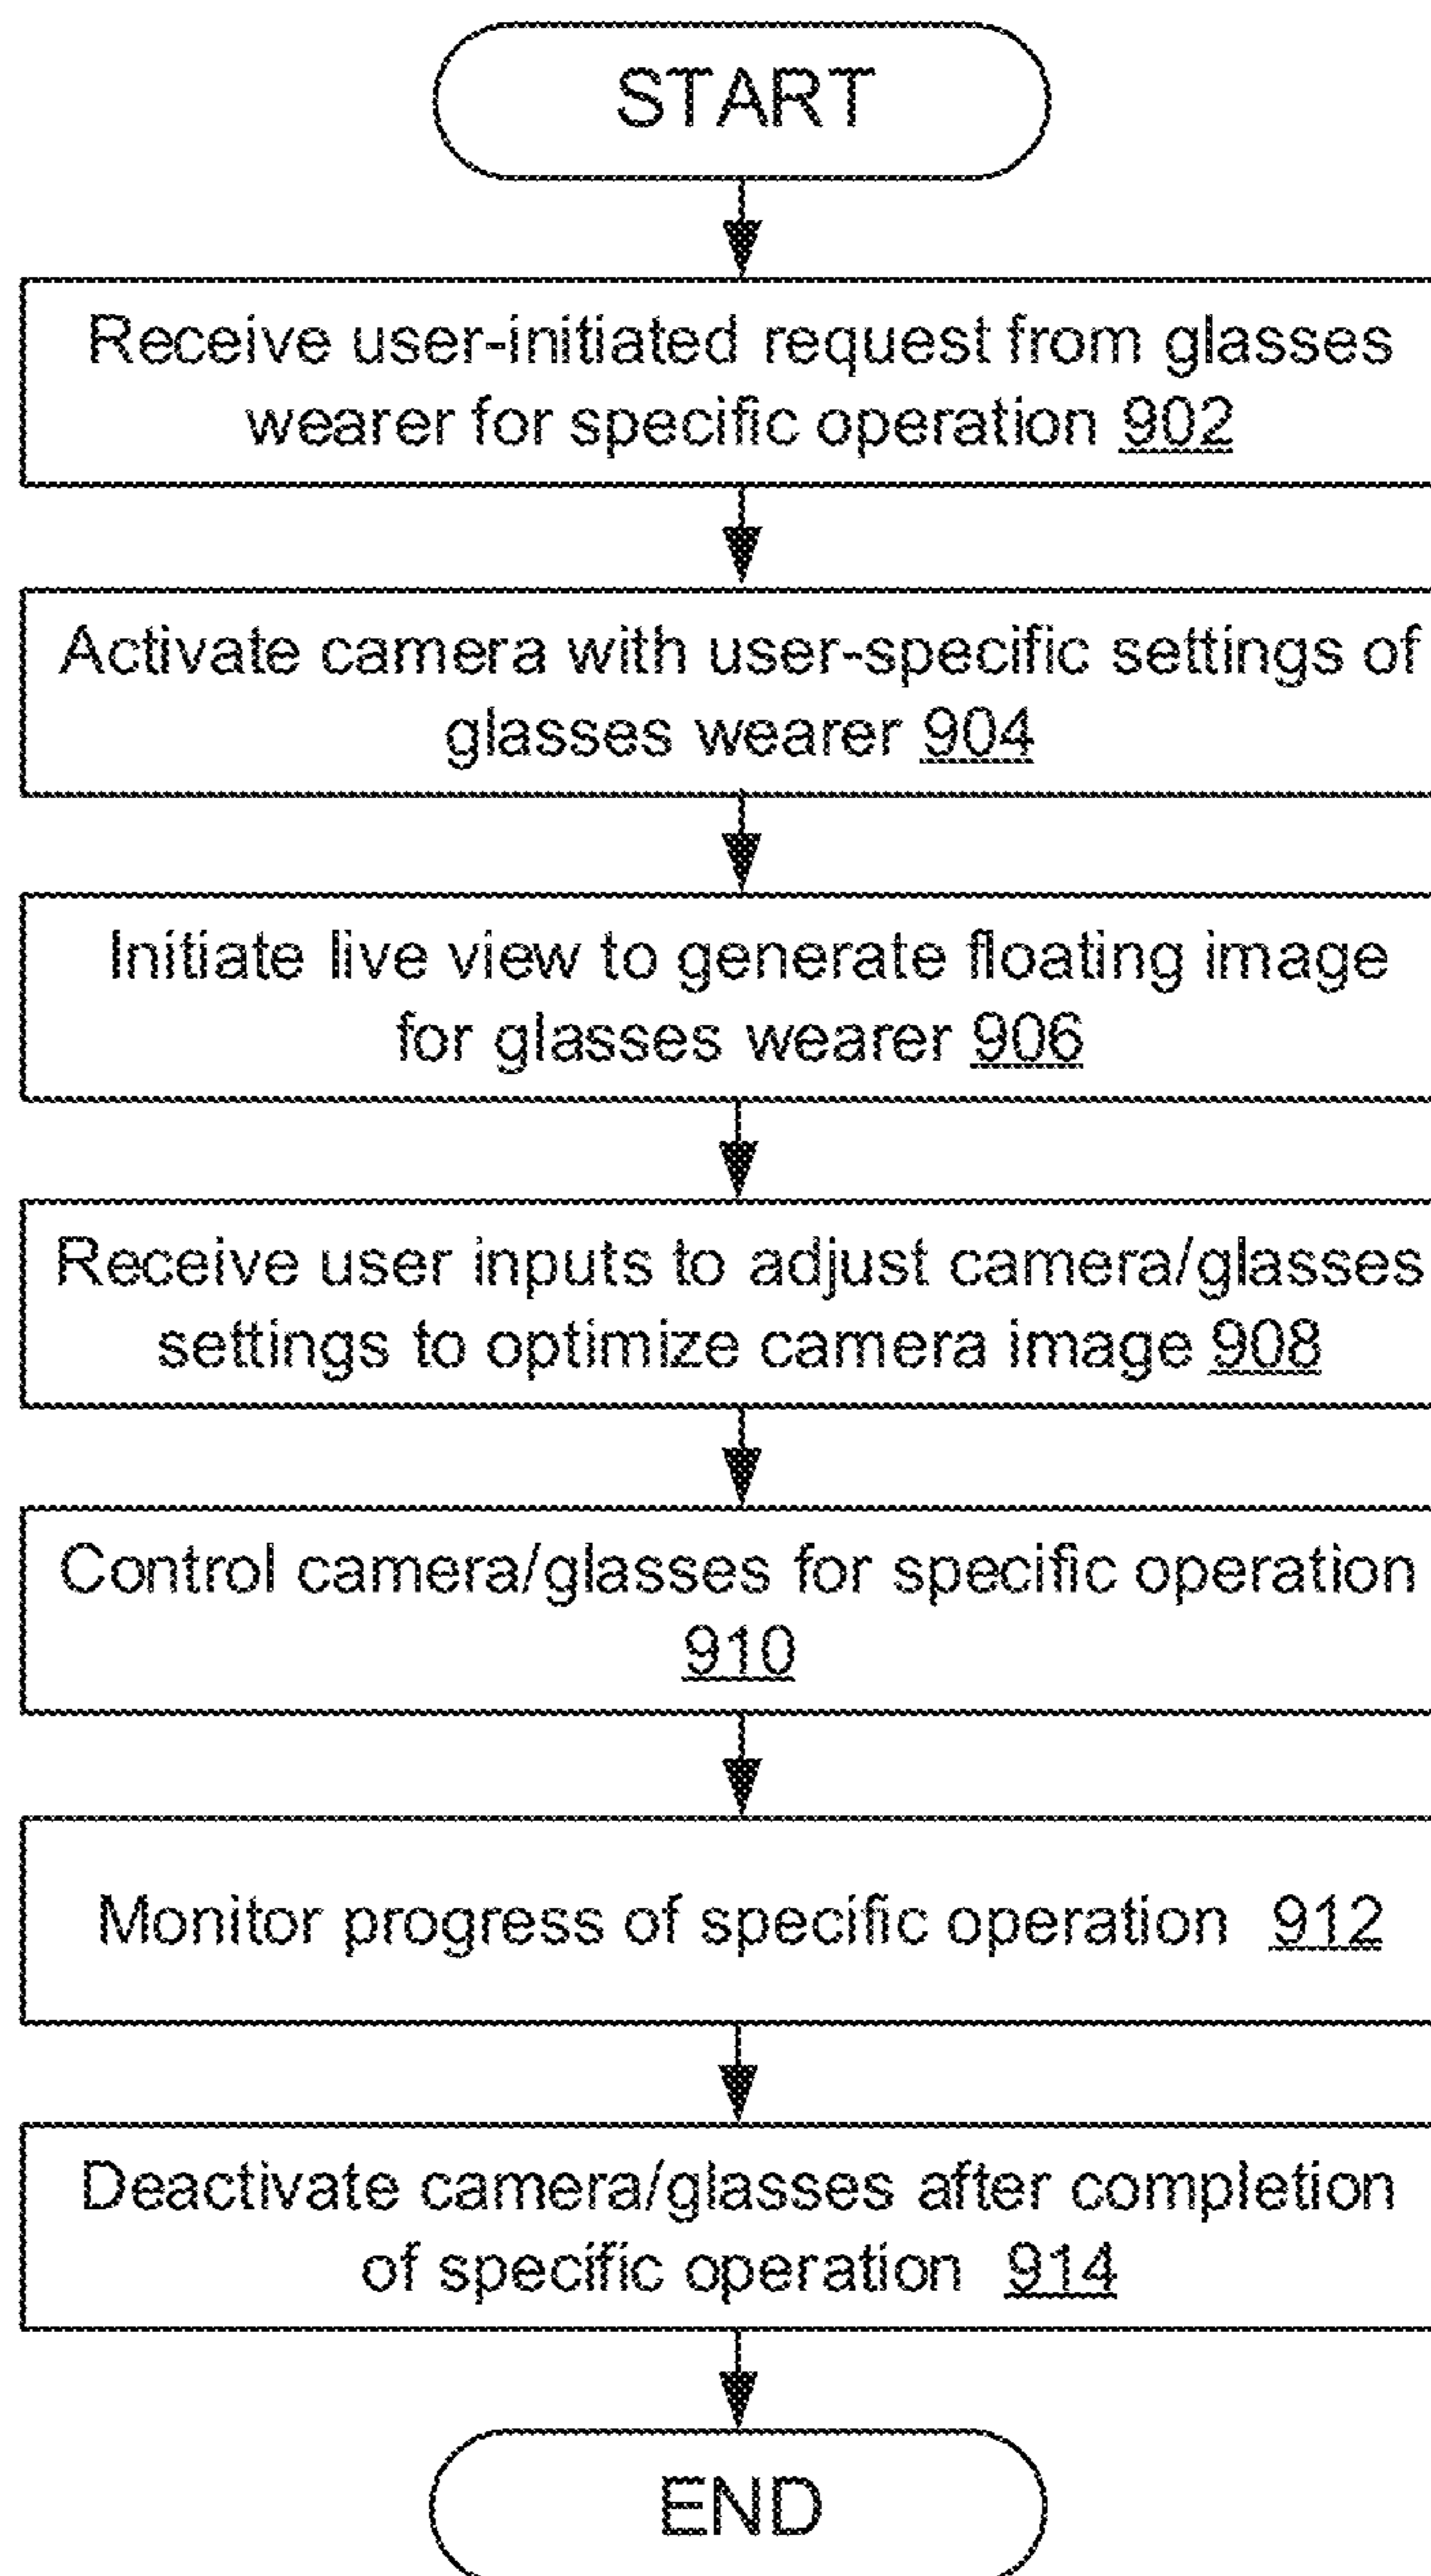 START
Receive user-initiated request from glasses
wearer for specific operation 902
Activate camera with user-specific settings of
glasses wearer 904
Initiate live view to generate floating image
for glasses wearer 906
Receive user inputs to adjust camera/glasses
settings to optimize camera image 908
Control camera/glasses for specific operation
910
Monitor progress of specific operation 912
Deactivate camera/glasses after completion
of specific operation 914
END